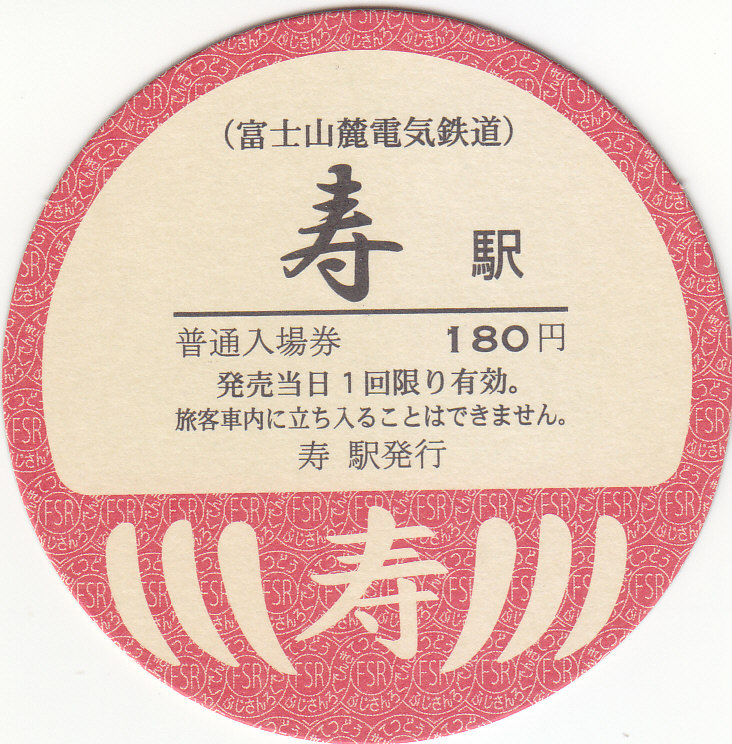 （富士山麓電気鉄道）
寿 駅
普通入場券 180円
発売当日1回限り有効。
旅客車内に立ち入ることはできません。
寿 駅発行
寿